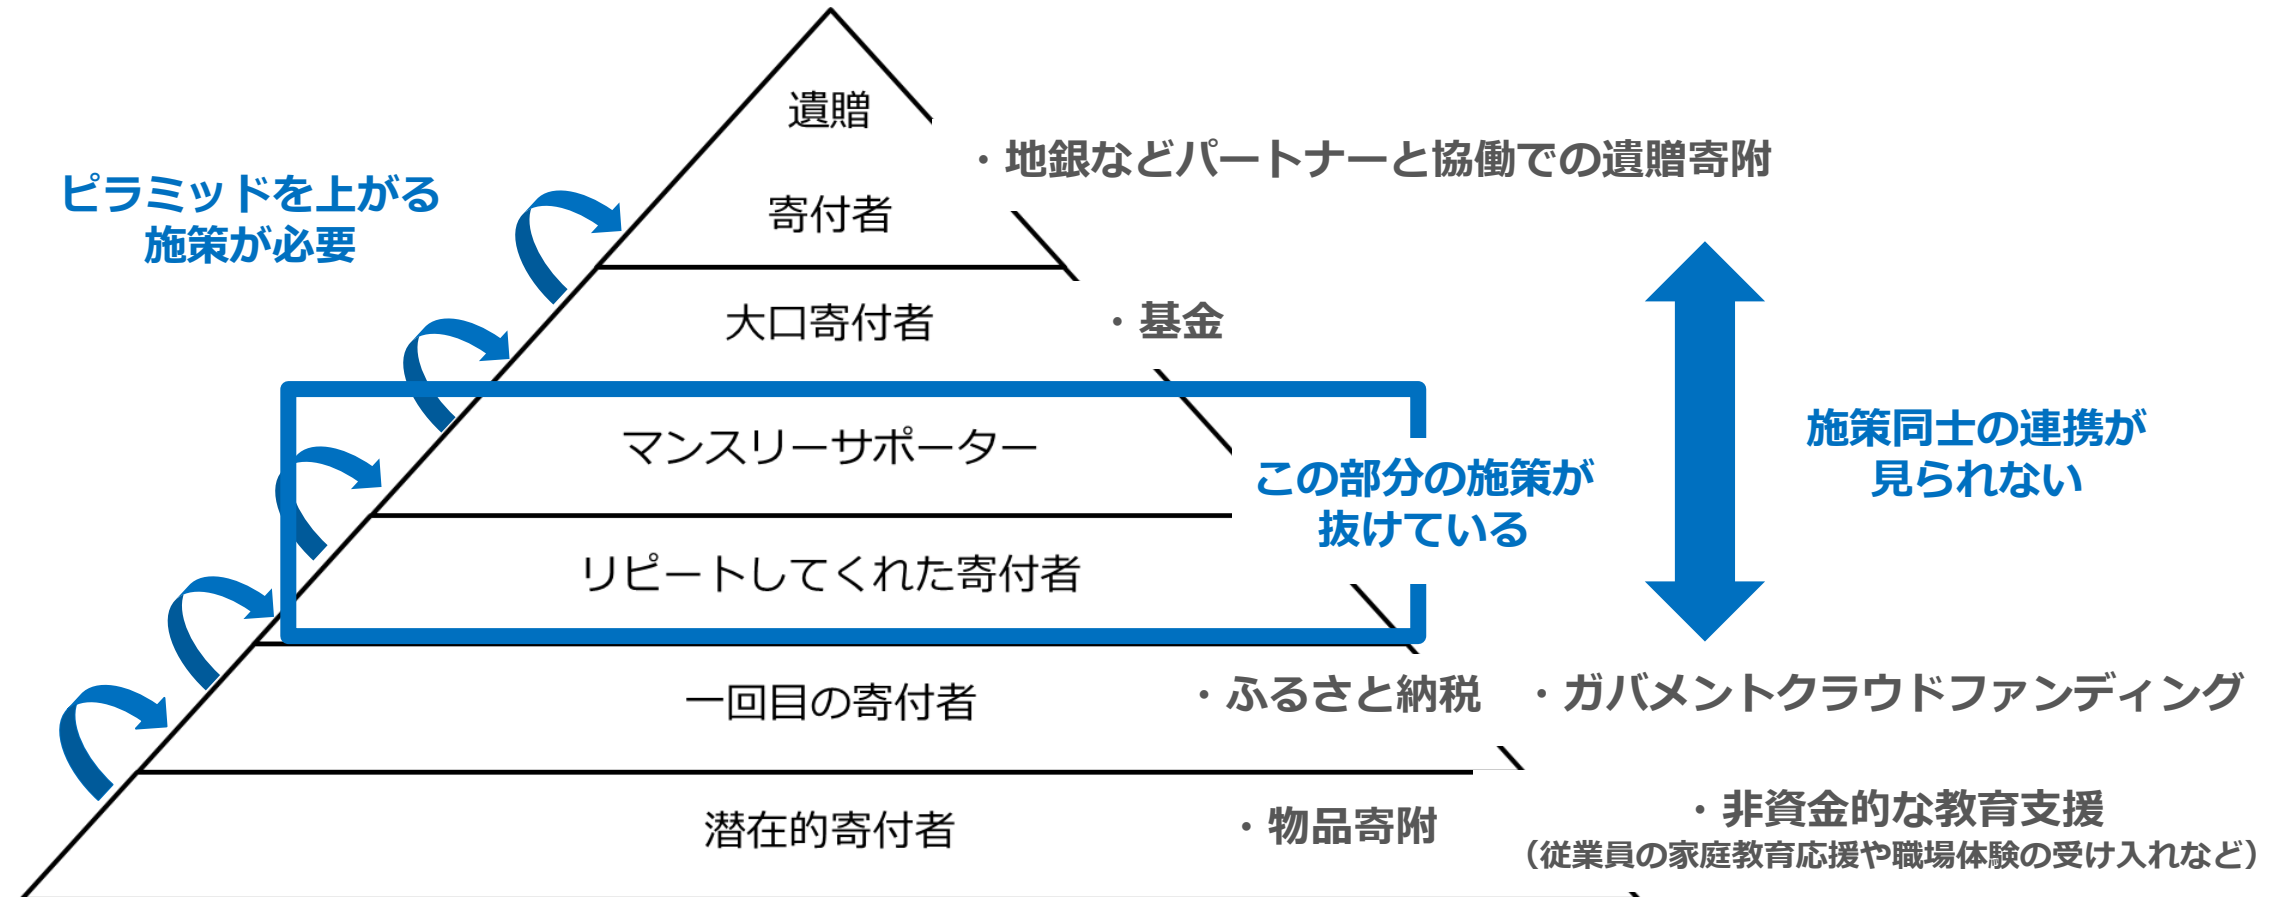 遺贈
寄付者
・地銀などパートナーと協働での遺贈寄附
ピラミッドを上がる
施策が必要
大口寄付者
・基金
マンスリーサポーター
この部分の施策が
抜けている
施策同士の連携が
見られない
リピートしてくれた寄付者
一回目の寄付者
・ふるさと納税
・ガバメントクラウドファンディング
潜在的寄付者
・物品寄附
・非資金的な教育支援
（従業員の家庭教育応援や職場体験の受け入れなど）